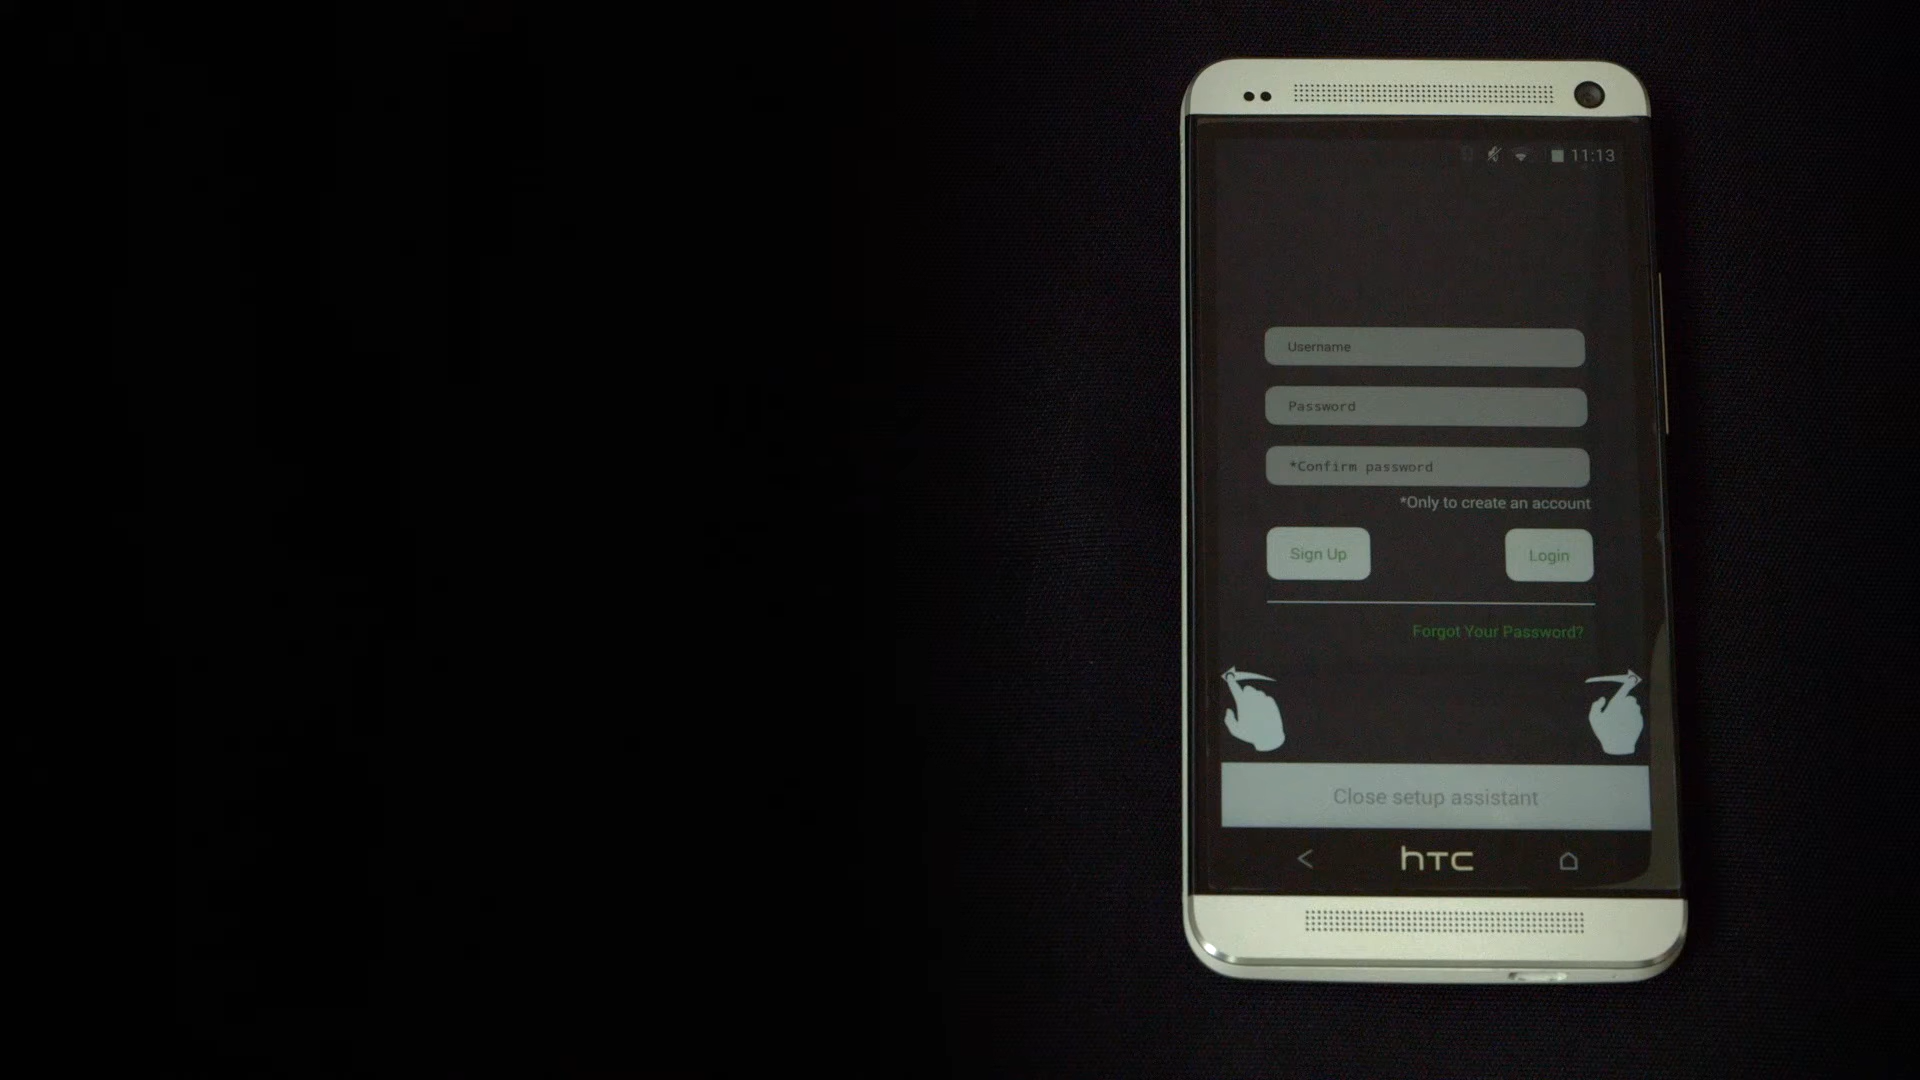 11:13
Username
Password
*Confirm password
*Only to create an account
Sign Up
Login
Forgot Your Password?
Close setup assistant
hTC